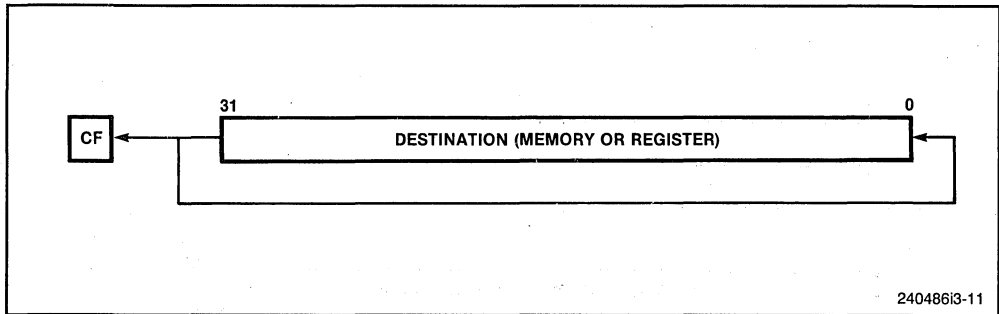 31 0
CF DESTINATION (MEMORY OR REGISTER)
240486i3-11